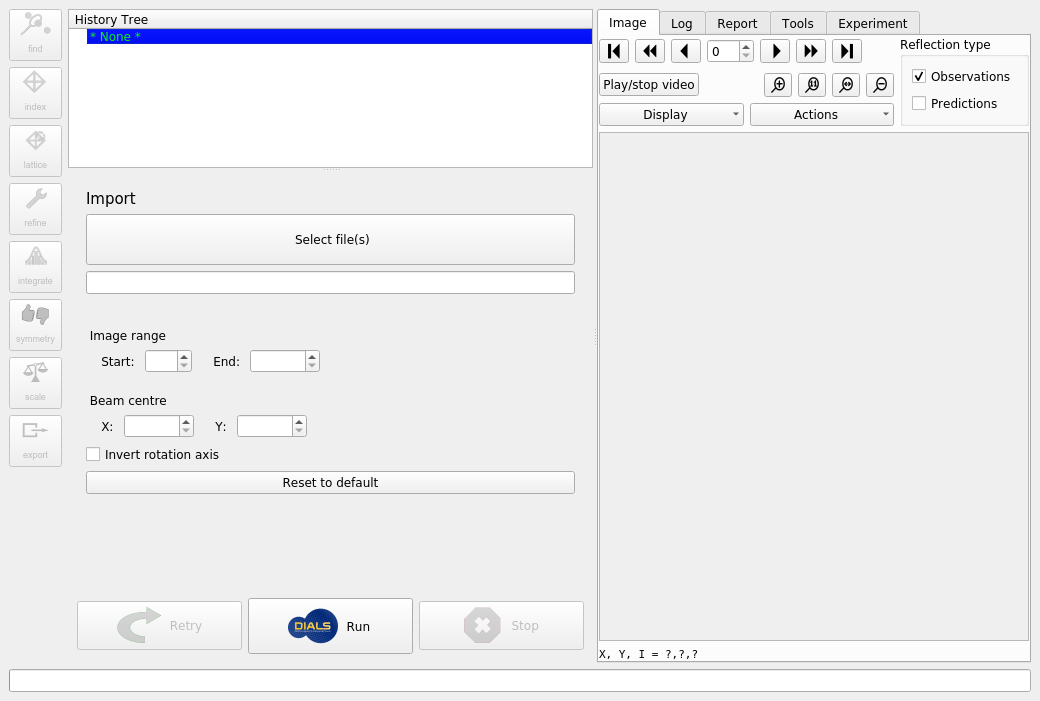 find
index
lattice
refine
integrate
symmetry
scale
export
History Tree
* None *
Import
Select file(s)
Image range
Start:
End:
Beam centre
X:
Y:
Invert rotation axis
Reset to default
Retry
DIALS
Run
Stop
Image
Log
Report
Tools
Experiment
0
Reflection type
Observations
Predictions
Play/stop video
1:1
Display
Actions
X, Y, I = ?,?,?